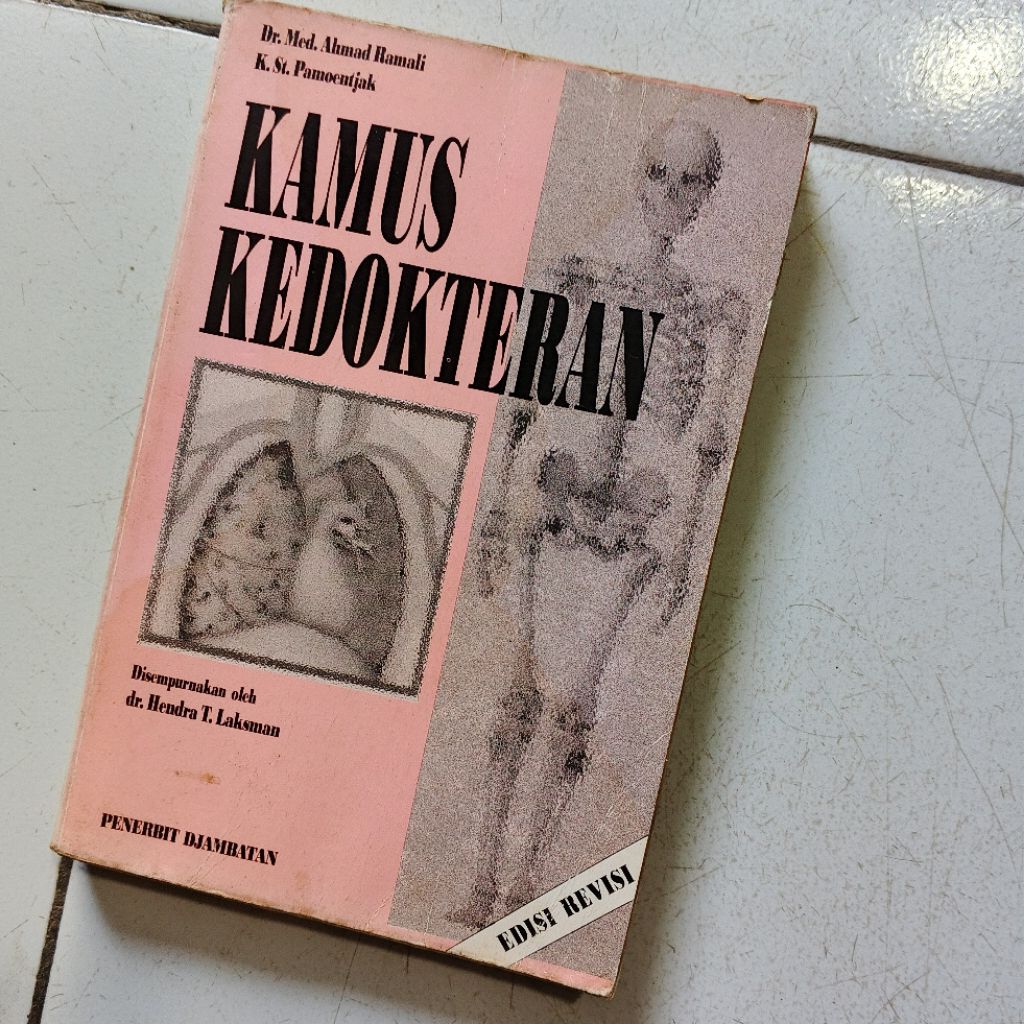 Dr. Med. Ahmad Ramali
K. St. Pamoentjak
KAMUS
KEDOKTERAN
Disempurnakan oleh
dr. Hendra T. Laksman
PENERBIT DJAMBATAN
EDISI REVISI